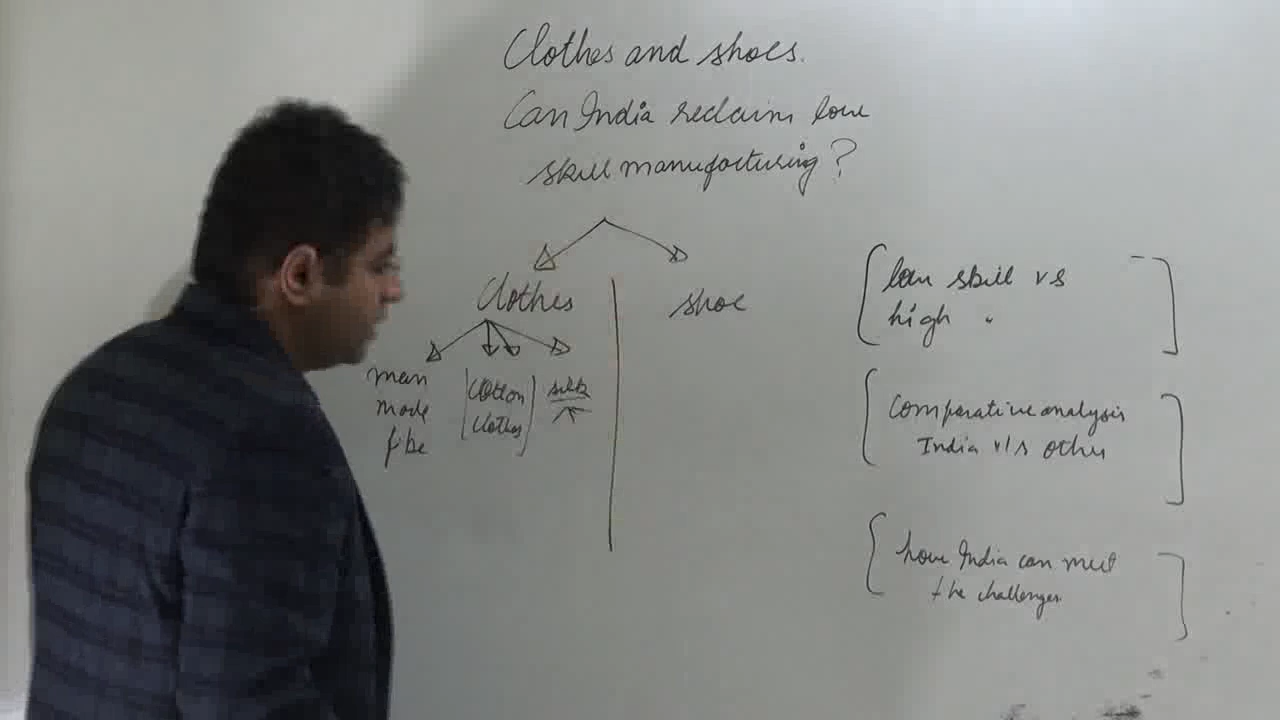 Clothes and shoes.
Can India reclaim low
skill manufacturing?
Clothes
shoe
man
made
fibe
Cotton
clothes
silk
low skill vs
high "
Comparative analysis
India v/s other
how India can meet
the challenges